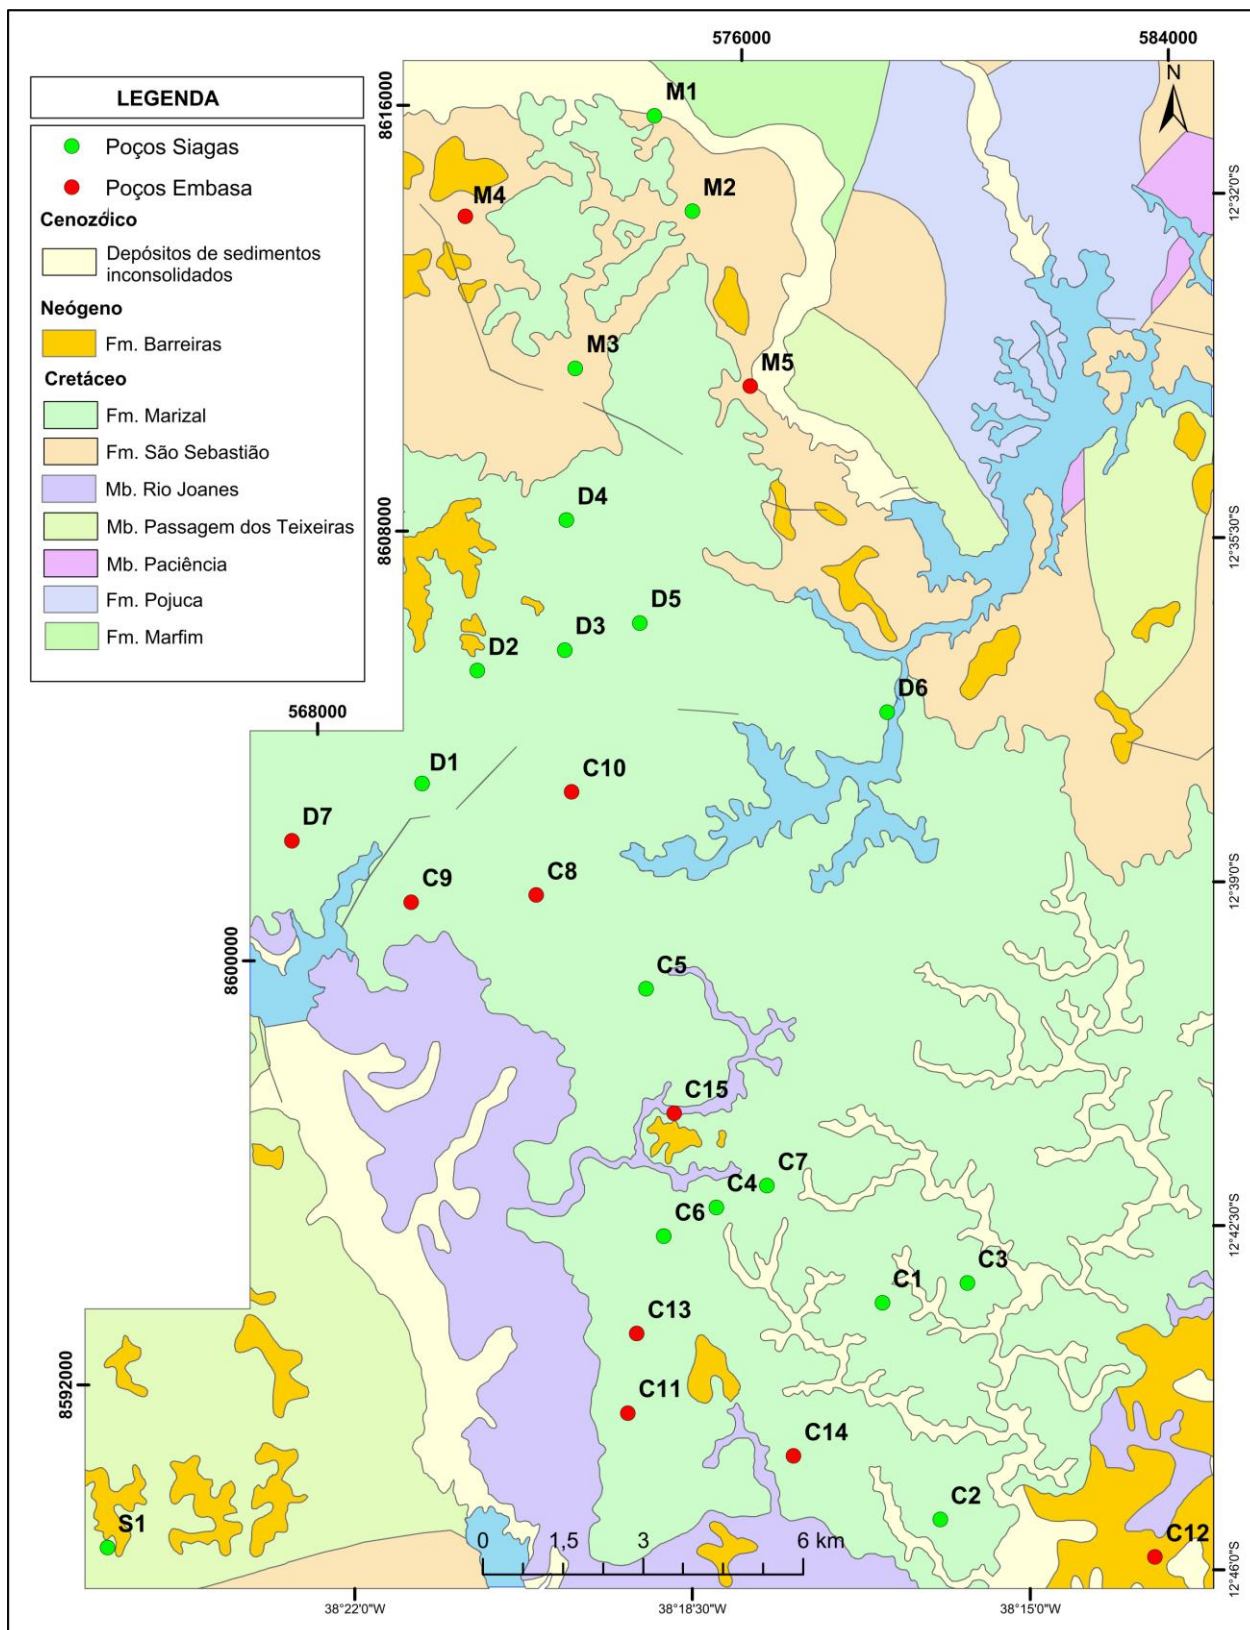 576000
584000
LEGENDA
Poços Siagas
Poços Embasa
Cenozóico
Depósitos de sedimentos
inconsolidados
Neógeno
Fm. Barreiras
Cretáceo
Fm. Marizal
Fm. São Sebastião
Mb. Rio Joanes
Mb. Passagem dos Teixeiras
Mb. Paciência
Fm. Pojuca
Fm. Marfim
8616000
N
M1
M4
M2
12°32'0"S
M3
M5
8608000
D4
12°35'30"S
D5
D3
D2
D6
568000
D1
C10
D7
C9
C8
12°39'0"S
8600000
C5
C15
C7
C4
C6
12°42'30"S
C3
C1
C13
8592000
C11
C14
C2
S1
C12
0 1,5 3 6 km
12°46'0"S
38°22'0"W
38°18'30"W
38°15'0"W